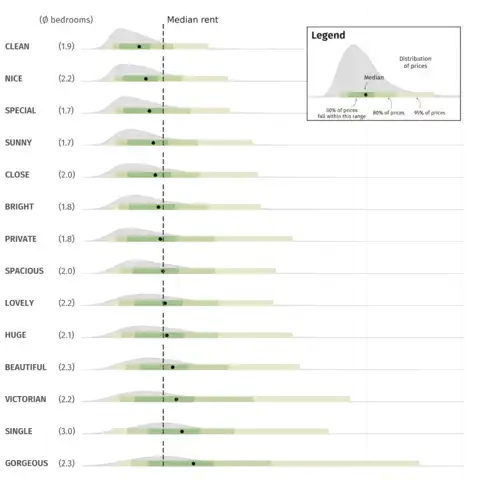 (Ø bedrooms) Median rent
CLEAN (1.9)
NICE (2.2)
SPECIAL (1.7)
SUNNY (1.7)
CLOSE (2.0)
BRIGHT (1.8)
PRIVATE (1.8)
SPACIOUS (2.0)
LOVELY (2.2)
HUGE (2.1)
BEAUTIFUL (2.3)
VICTORIAN (2.2)
SINGLE (3.0)
GORGEOUS (2.3)
Legend
Distribution
of prices
Median
50% of prices
fall within this range
80% of prices
95% of prices